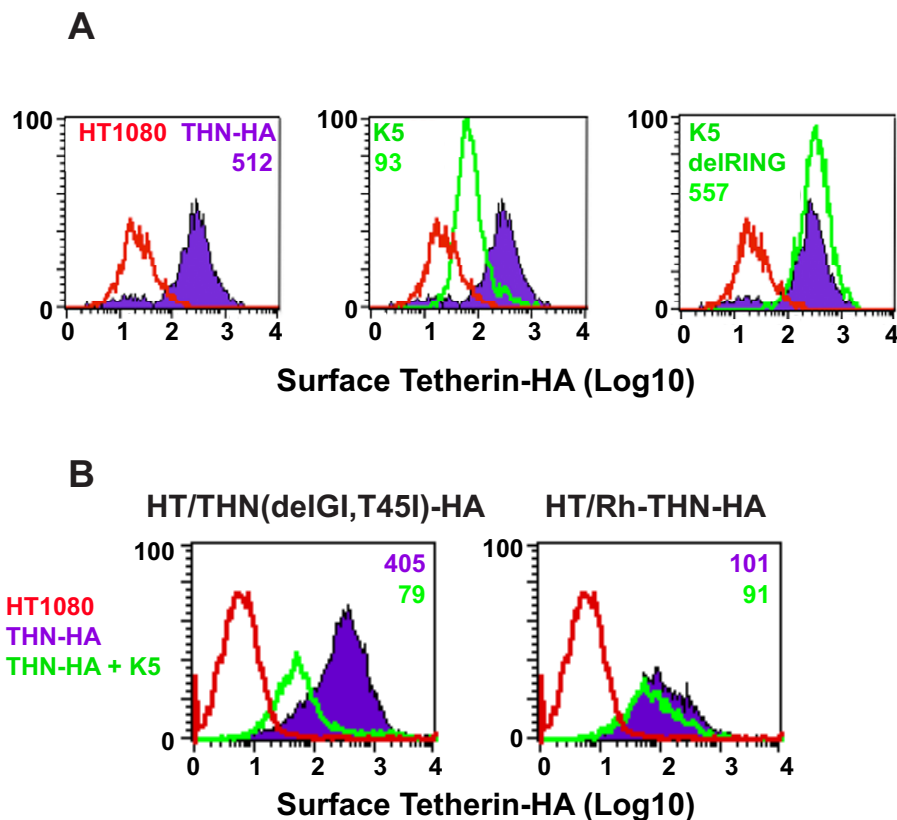 A
100
0
HT1080 THN-HA
512
0 1 2 3 4
100
0
K5
93
0 1 2 3 4
100
0
K5
delRING
557
0 1 2 3 4
Surface Tetherin-HA (Log10)
B
HT/THN(delGI,T45I)-HA
HT/Rh-THN-HA
HT1080
THN-HA
THN-HA + K5
100
0
405
79
0 1 2 3 4
100
0
101
91
0 1 2 3 4
Surface Tetherin-HA (Log10)